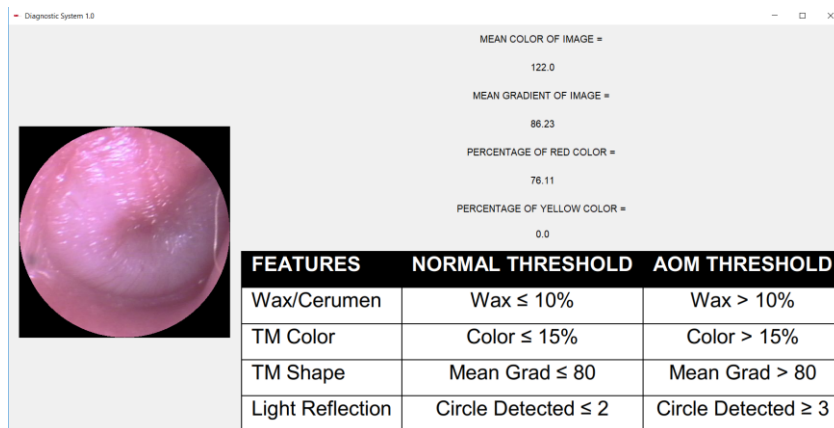 Diagnostic System 1.0
MEAN COLOR OF IMAGE =
122.0
MEAN GRADIENT OF IMAGE =
86.23
PERCENTAGE OF RED COLOR =
76.11
PERCENTAGE OF YELLOW COLOR =
0.0
FEATURES NORMAL THRESHOLD AOM THRESHOLD
Wax/Cerumen Wax ≤ 10% Wax > 10%
TM Color Color ≤ 15% Color > 15%
TM Shape Mean Grad ≤ 80 Mean Grad > 80
Light Reflection Circle Detected ≤ 2 Circle Detected ≥ 3